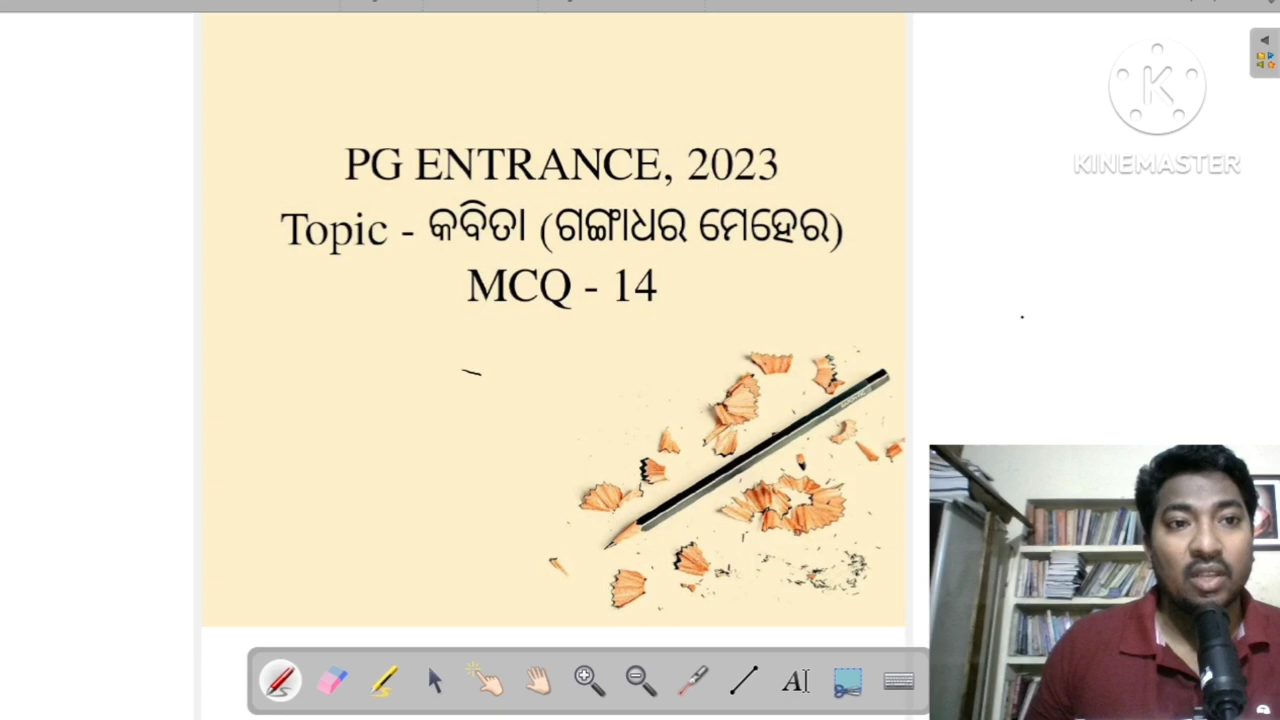 PG ENTRANCE, 2023
Topic - କବିତା (ଗଙ୍ଗାଧର ମେହେର)
MCQ - 14
KINEMASTER